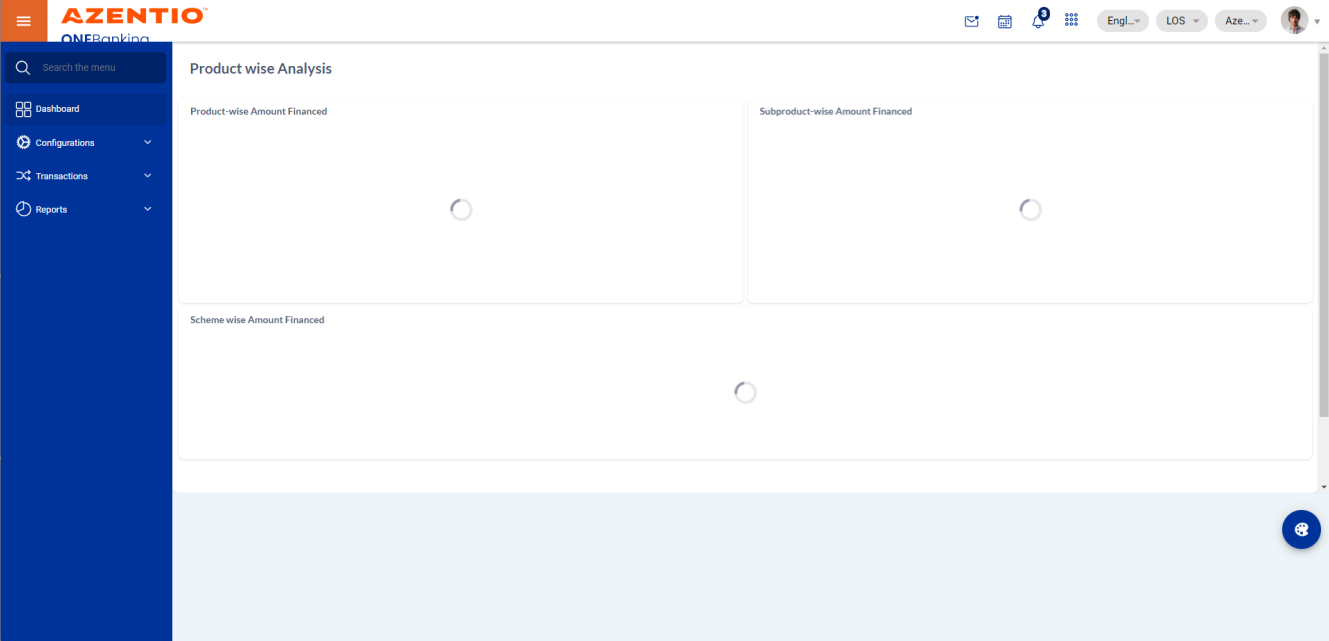 AZENTIO
ONEBanking
3
Engl...
LOS
Aze...
Search the menu
Dashboard
Configurations
Transactions
Reports
Product wise Analysis
Product-wise Amount Financed
Subproduct-wise Amount Financed
Scheme wise Amount Financed